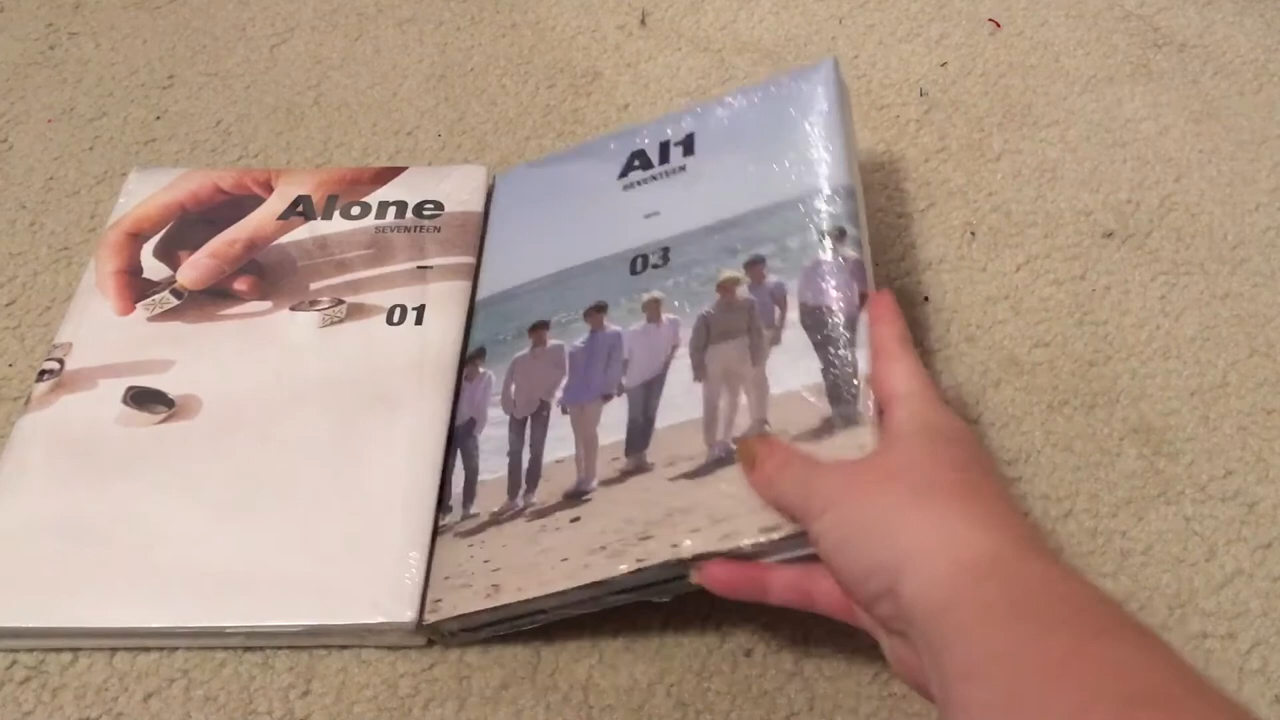 Alone
SEVENTEEN
–
01
Al1
SEVENTEEN
–
03